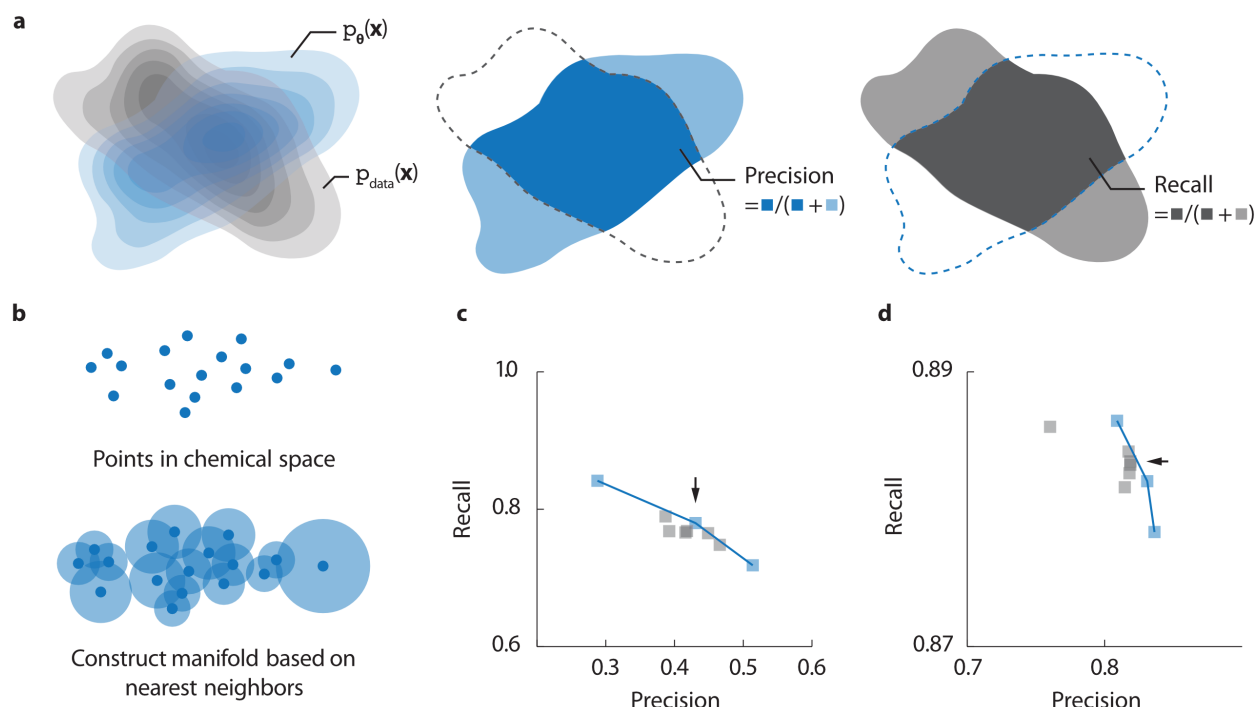 a
pθ(x)
pdata(x)
Precision
=■/(■ + ■)
Recall
=■/(■ + ■)
b
Points in chemical space
Construct manifold based on
nearest neighbors
c
1.0
0.8
0.6
Recall
0.3 0.4 0.5 0.6
Precision
d
0.89
0.87
Recall
0.7 0.8
Precision